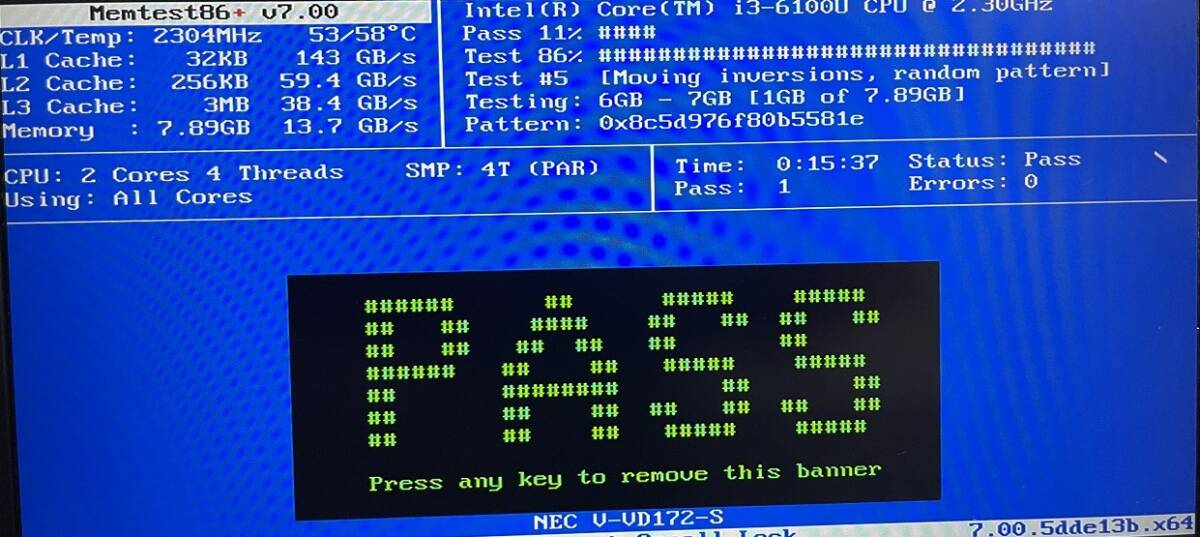 Memtest86+ v7.00
CLK/Temp: 2304MHz 53/58°C
L1 Cache: 32KB 143 GB/s
L2 Cache: 256KB 59.4 GB/s
L3 Cache: 3MB 38.4 GB/s
Memory : 7.89GB 13.7 GB/s
Intel(R) Core(TM) i3-6100U CPU @ 2.30GHz
Pass 11% ####
Test 86% ##################################
Test #5 [Moving inversions, random pattern]
Testing: 6GB - 7GB [1GB of 7.89GB]
Pattern: 0x8c5d976f80b5581e
CPU: 2 Cores 4 Threads SMP: 4T (PAR)
Using: All Cores
Time: 0:15:37 Status: Pass \
Pass: 1 Errors: 0
PASS
Press any key to remove this banner
NEC V-VD172-S
Lock
7.00.5dde13b.x64